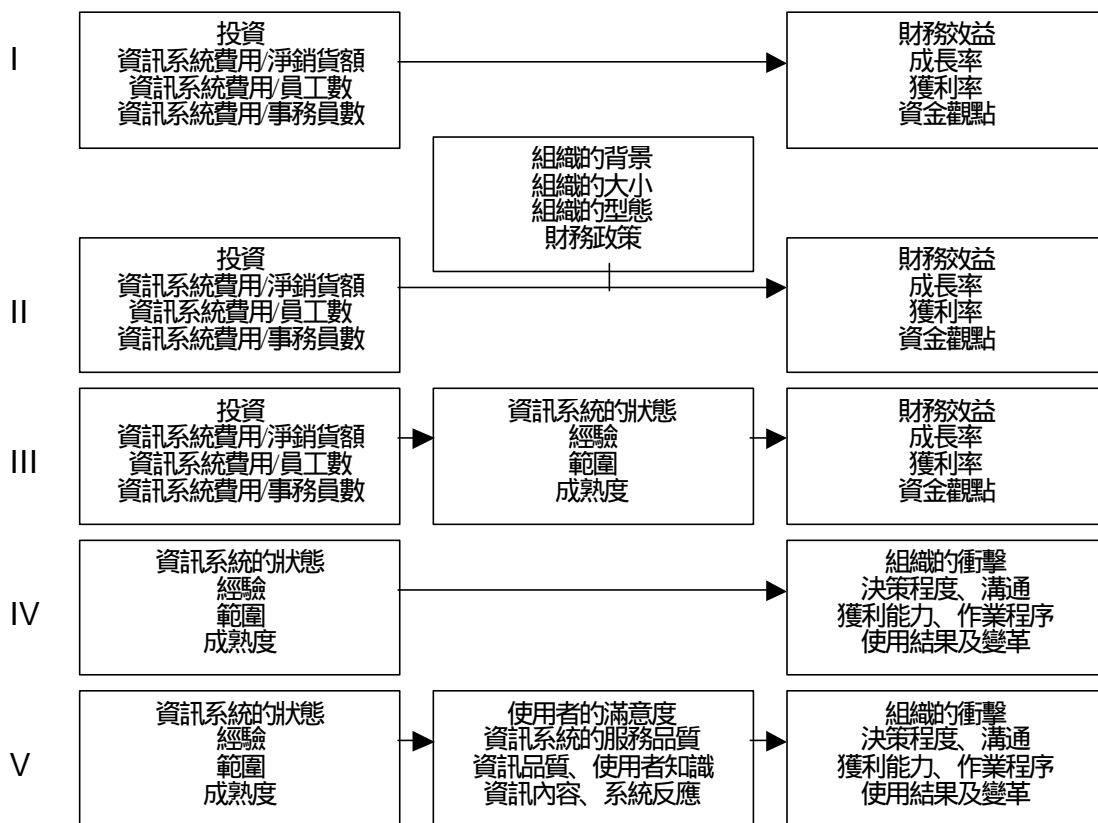 I
投資
資訊系統費用/淨銷貨額
資訊系統費用/員工數
資訊系統費用/事務員數
財務效益
成長率
獲利率
資金觀點
組織的背景
組織的大小
組織的型態
財務政策
II
投資
資訊系統費用/淨銷貨額
資訊系統費用/員工數
資訊系統費用/事務員數
財務效益
成長率
獲利率
資金觀點
III
投資
資訊系統費用/淨銷貨額
資訊系統費用/員工數
資訊系統費用/事務員數
資訊系統的狀態
經驗
範圍
成熟度
財務效益
成長率
獲利率
資金觀點
IV
資訊系統的狀態
經驗
範圍
成熟度
組織的衝擊
決策程度、溝通
獲利能力、作業程序
使用結果及變革
V
資訊系統的狀態
經驗
範圍
成熟度
使用者的滿意度
資訊系統的服務品質
資訊品質、使用者知識
資訊內容、系統反應
組織的衝擊
決策程度、溝通
獲利能力、作業程序
使用結果及變革